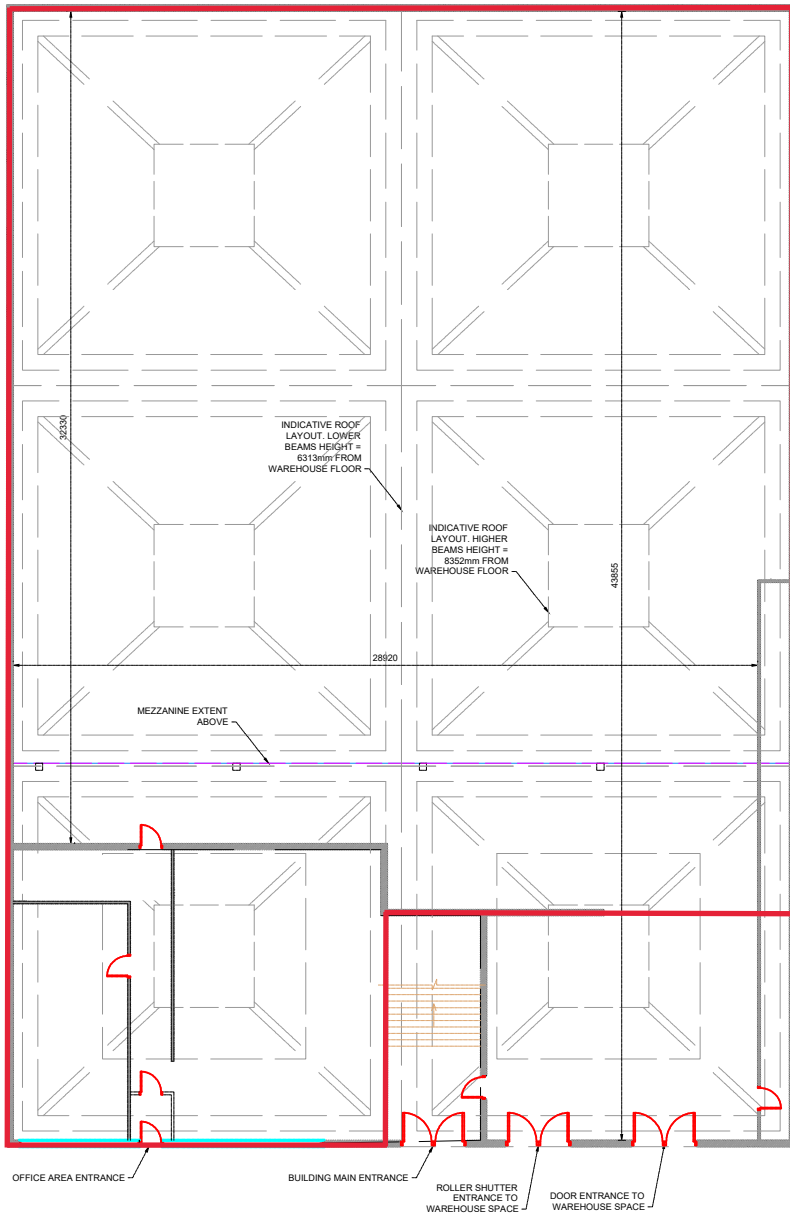 32330
INDICATIVE ROOF
LAYOUT. LOWER
BEAMS HEIGHT =
6313mm FROM
WAREHOUSE FLOOR
INDICATIVE ROOF
LAYOUT. HIGHER
BEAMS HEIGHT =
8352mm FROM
WAREHOUSE FLOOR
43855
28920
MEZZANINE EXTENT
ABOVE
OFFICE AREA ENTRANCE
BUILDING MAIN ENTRANCE
ROLLER SHUTTER
ENTRANCE TO
WAREHOUSE SPACE
DOOR ENTRANCE TO
WAREHOUSE SPACE